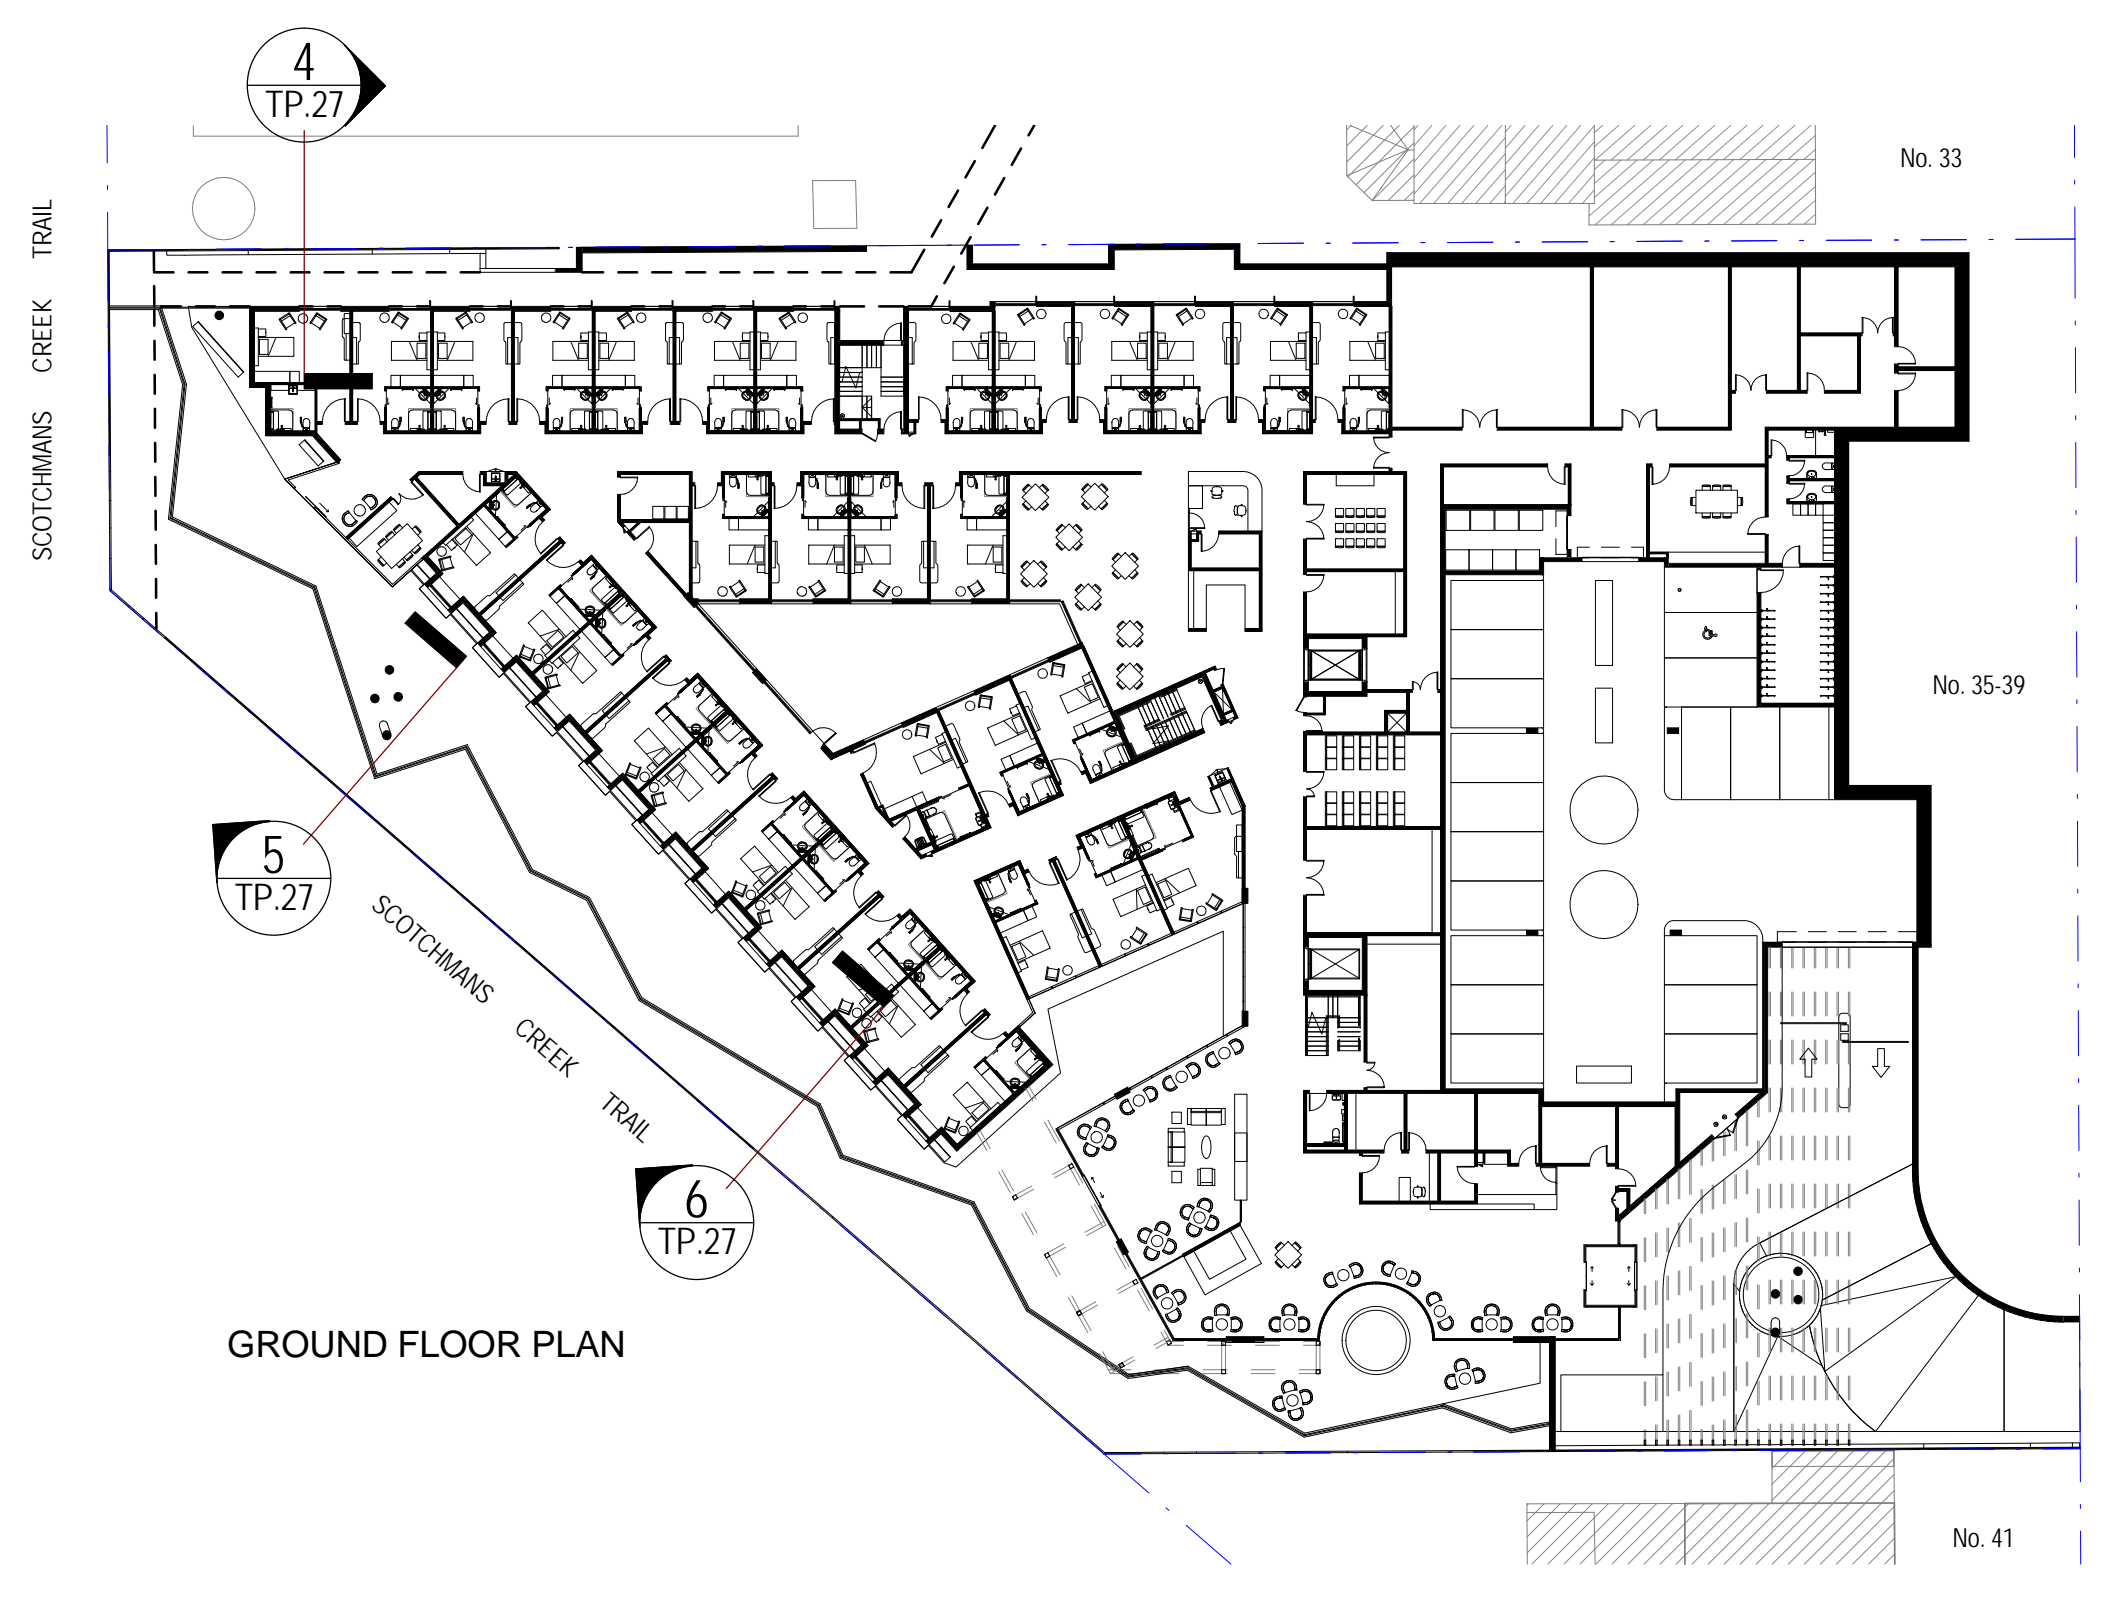 4
TP.27
No. 33
SCOTCHMANS CREEK TRAIL
No. 35-39
5
TP.27
SCOTCHMANS CREEK TRAIL
6
TP.27
GROUND FLOOR PLAN
No. 41